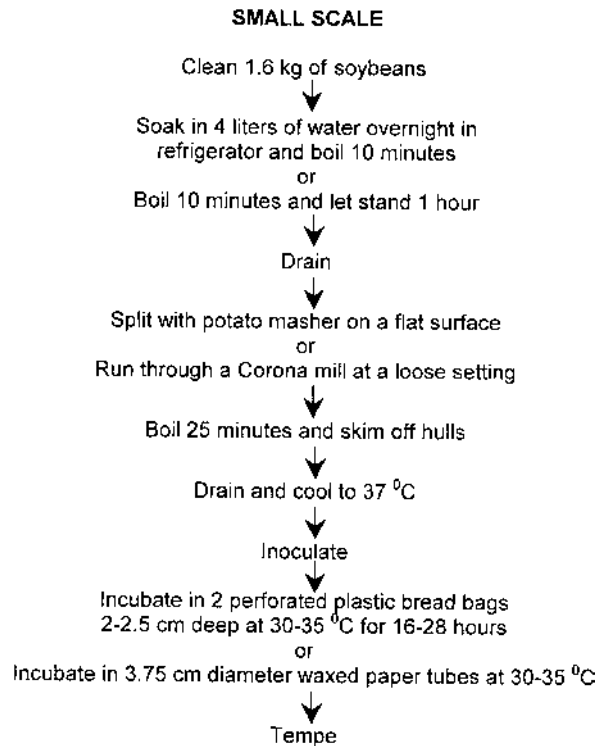 SMALL SCALE
Clean 1.6 kg of soybeans
Soak in 4 liters of water overnight in
refrigerator and boil 10 minutes
or
Boil 10 minutes and let stand 1 hour
Drain
Split with potato masher on a flat surface
or
Run through a Corona mill at a loose setting
Boil 25 minutes and skim off hulls
Drain and cool to 37 ⁰C
Inoculate
Incubate in 2 perforated plastic bread bags
2-2.5 cm deep at 30-35 ⁰C for 16-28 hours
or
Incubate in 3.75 cm diameter waxed paper tubes at 30-35 ⁰C
Tempe